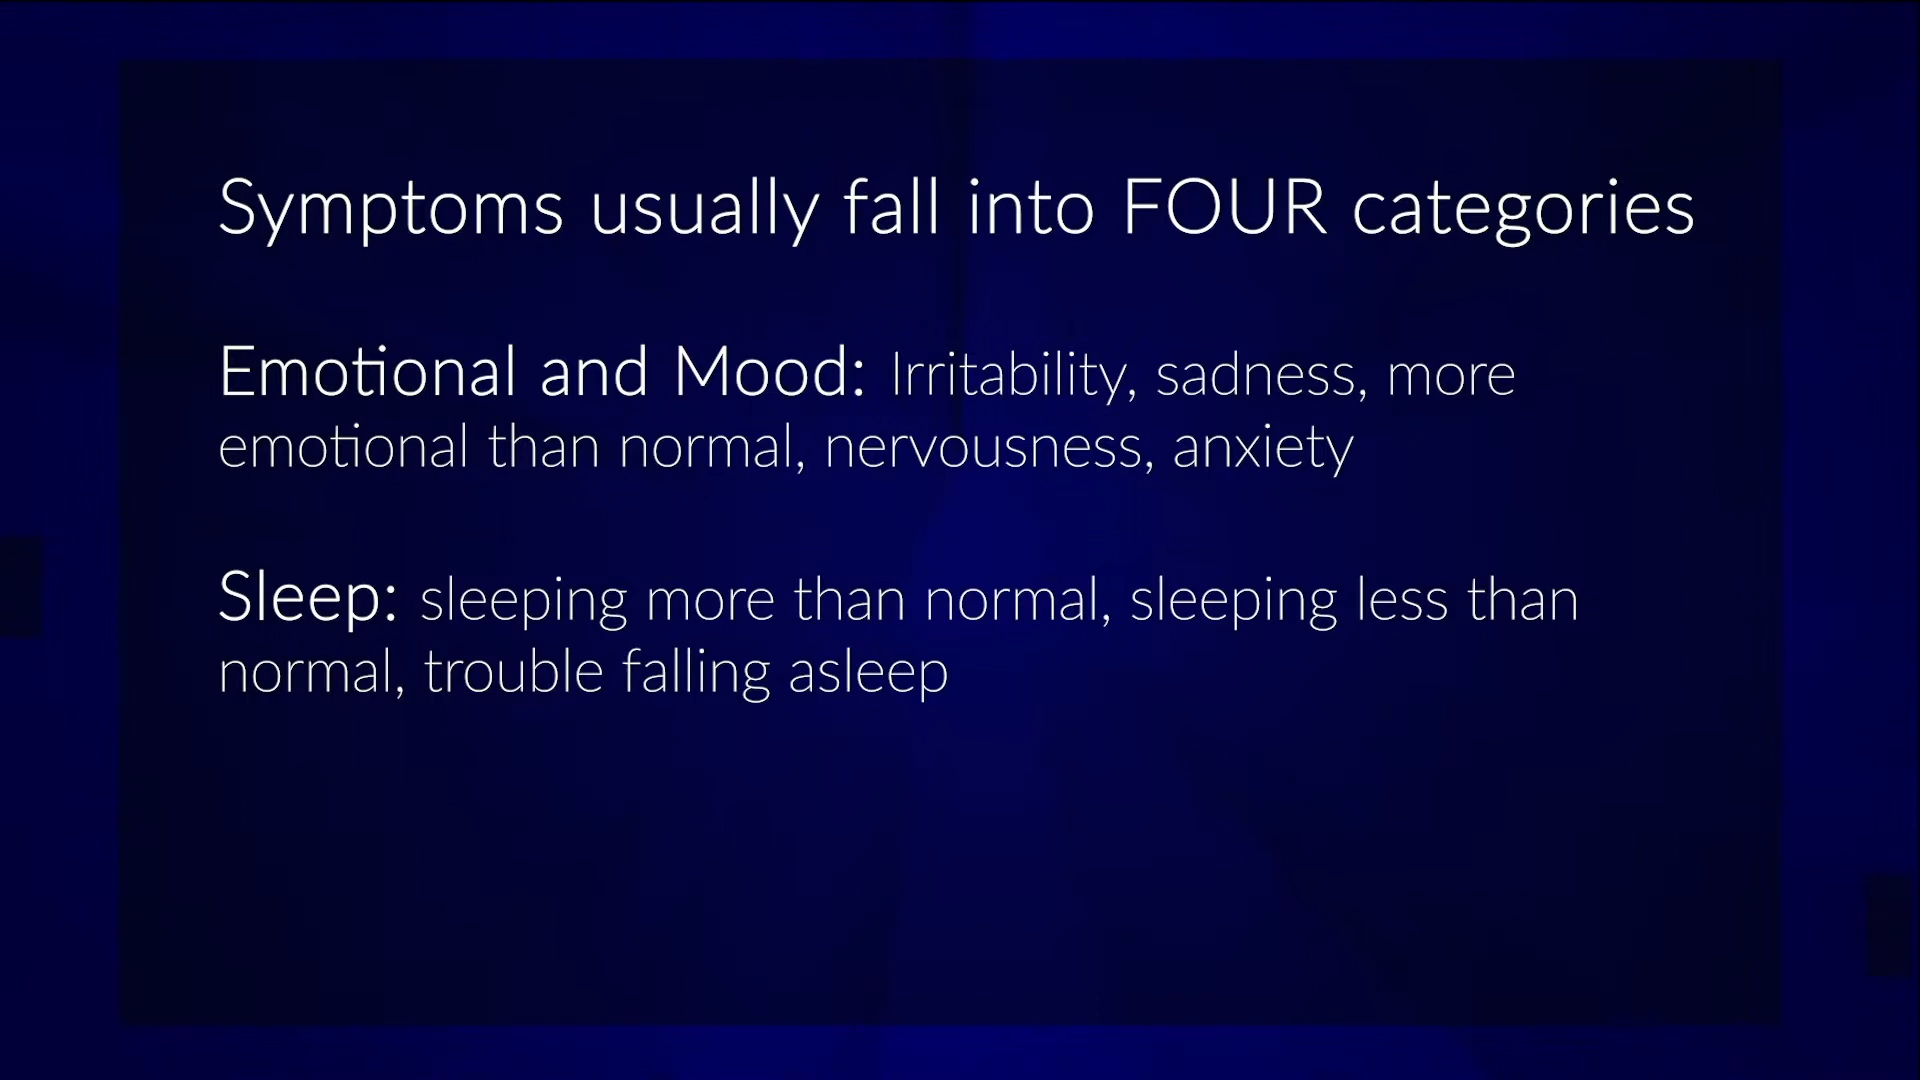 Symptoms usually fall into FOUR categories
Emotional and Mood: Irritability, sadness, more
emotional than normal, nervousness, anxiety
Sleep: sleeping more than normal, sleeping less than
normal, trouble falling asleep